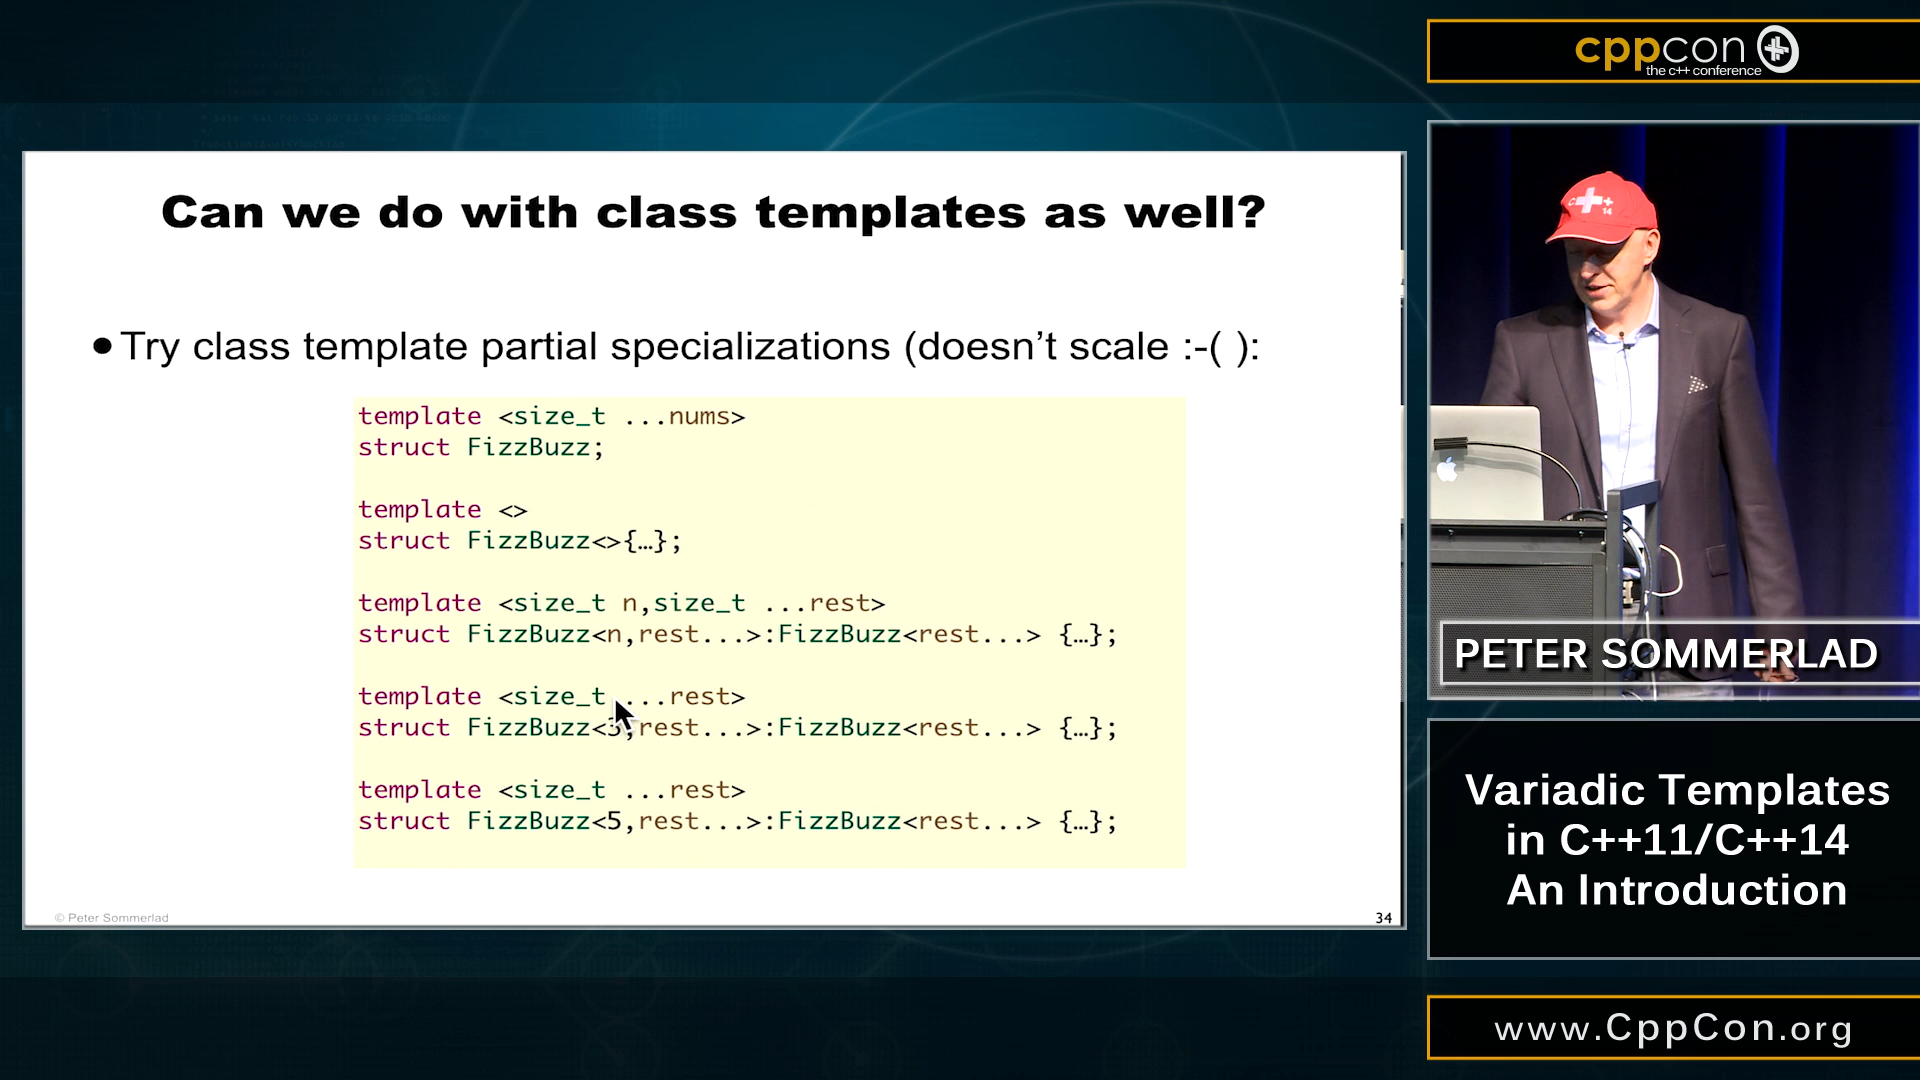 Can we do with class templates as well?
●Try class template partial specializations (doesn’t scale :-( ):
template <size_t ...nums>
struct FizzBuzz;
template <>
struct FizzBuzz<>{…};
template <size_t n,size_t ...rest>
struct FizzBuzz<n,rest...>:FizzBuzz<rest...> {…};
template <size_t ...rest>
struct FizzBuzz<3,rest...>:FizzBuzz<rest...> {…};
template <size_t ...rest>
struct FizzBuzz<5,rest...>:FizzBuzz<rest...> {…};
© Peter Sommerlad
34
cppcon
the c++ conference
C++
14
PETER SOMMERLAD
Variadic Templates
in C++11/C++14
An Introduction
www.CppCon.org